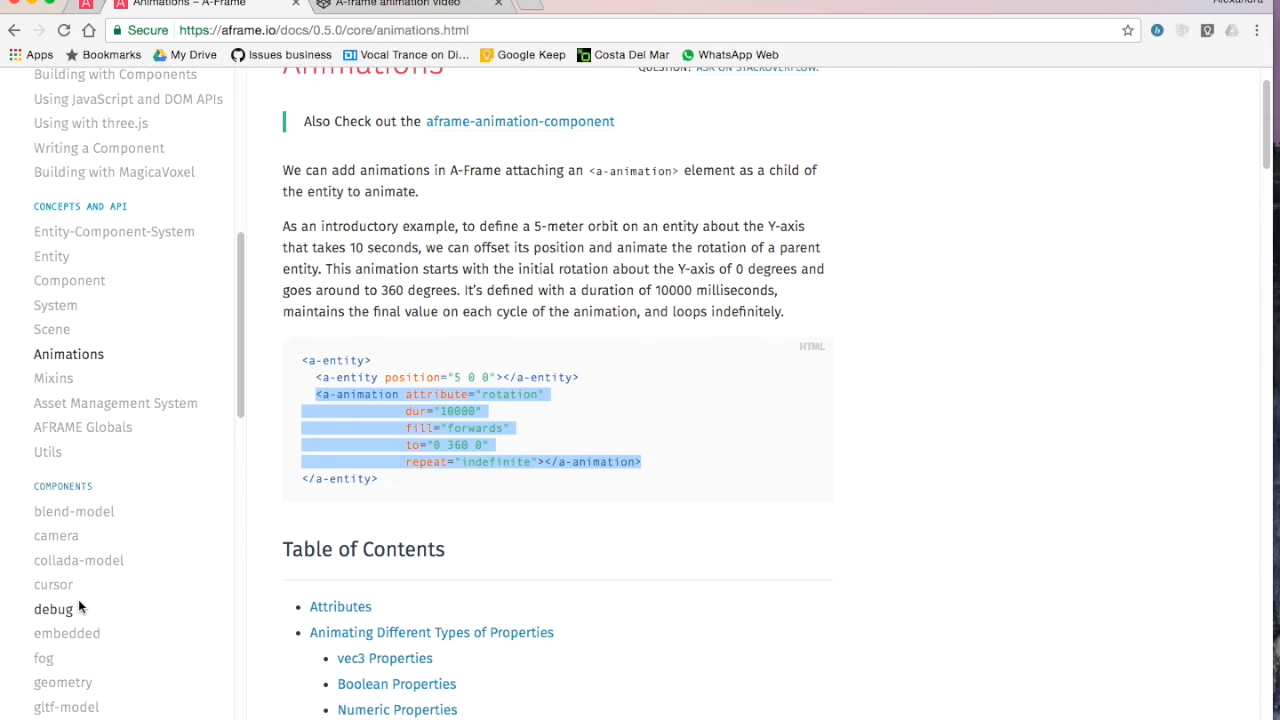 Animations – A-Frame
A-frame animation video
Alexandra
Secure
https://aframe.io/docs/0.5.0/core/animations.html
Apps
Bookmarks
My Drive
Issues business
Vocal Trance on Di...
Google Keep
Costa Del Mar
WhatsApp Web
Building with Components
Using JavaScript and DOM APIs
Using with three.js
Writing a Component
Building with MagicaVoxel
CONCEPTS AND API
Entity-Component-System
Entity
Component
System
Scene
Animations
Mixins
Asset Management System
AFRAME Globals
Utils
COMPONENTS
blend-model
camera
collada-model
cursor
debug
embedded
fog
geometry
gltf-model
Animations
QUESTION? ASK ON STACKOVERFLOW.
Also Check out the aframe-animation-component
We can add animations in A-Frame attaching an <a-animation> element as a child of
the entity to animate.
As an introductory example, to define a 5-meter orbit on an entity about the Y-axis
that takes 10 seconds, we can offset its position and animate the rotation of a parent
entity. This animation starts with the initial rotation about the Y-axis of 0 degrees and
goes around to 360 degrees. It's defined with a duration of 10000 milliseconds,
maintains the final value on each cycle of the animation, and loops indefinitely.
HTML
<a-entity>
<a-entity position="5 0 0"></a-entity>
<a-animation attribute="rotation"
dur="10000"
fill="forwards"
to="0 360 0"
repeat="indefinite"></a-animation>
</a-entity>
Table of Contents
• Attributes
• Animating Different Types of Properties
• vec3 Properties
• Boolean Properties
• Numeric Properties